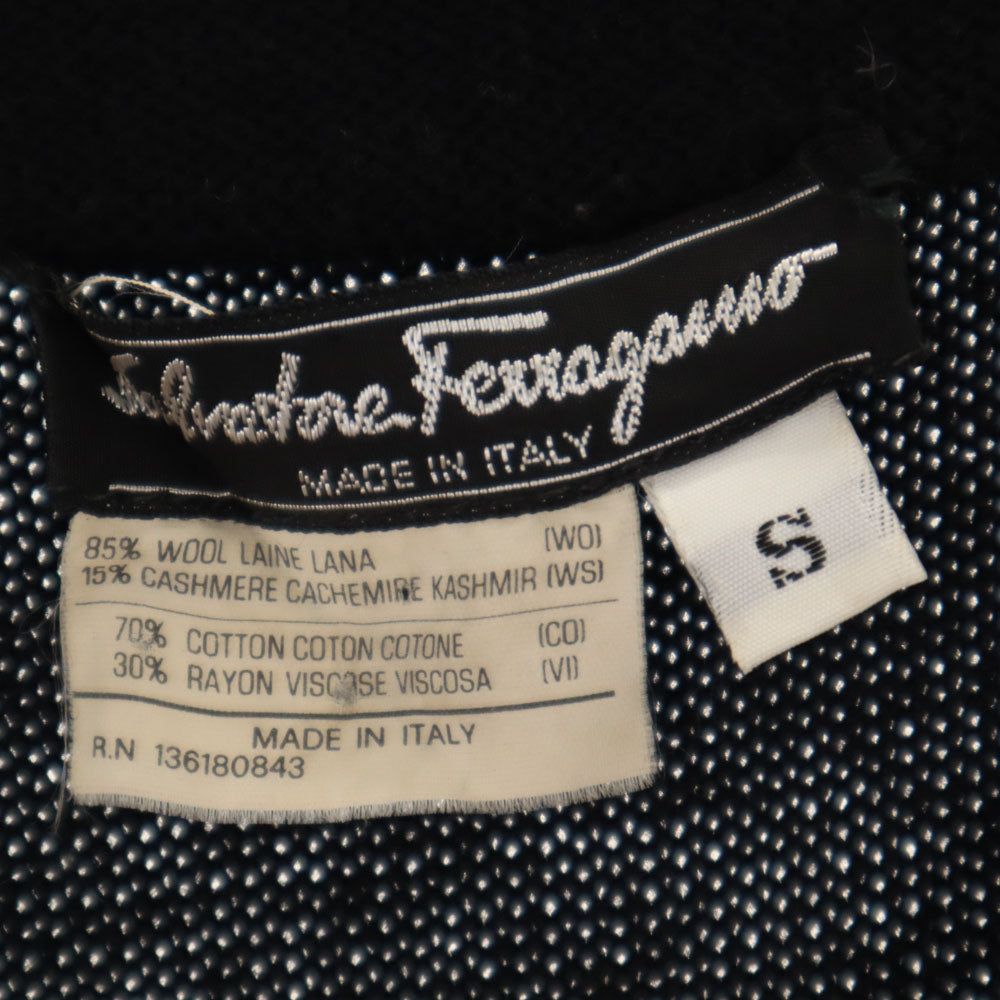 Salvatore Ferragamo
MADE IN ITALY
S
85% WOOL LAINE LANA (WO)
15% CASHMERE CACHEMIRE KASHMIR (WS)
70% COTTON COTON COTONE (CO)
30% RAYON VISCOSE VISCOSA (VI)
MADE IN ITALY
R.N 136180843